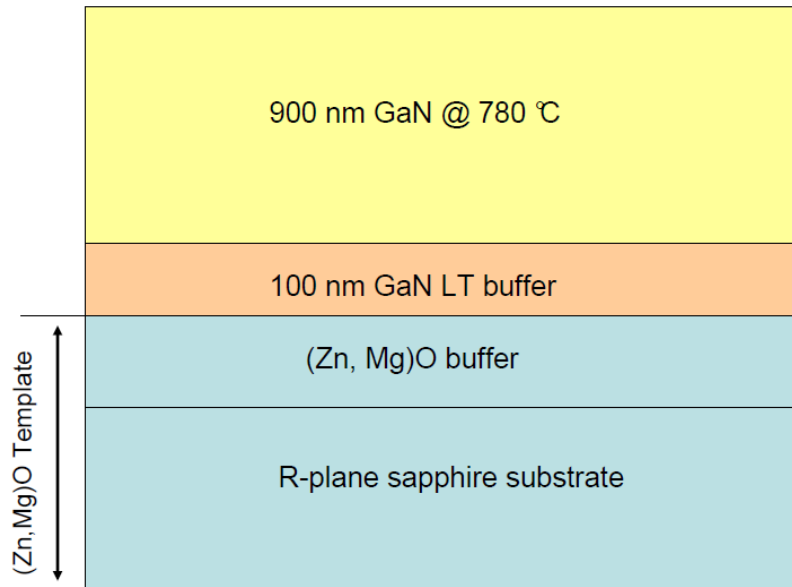 900 nm GaN @ 780 °C
100 nm GaN LT buffer
(Zn, Mg)O buffer
R-plane sapphire substrate
(Zn,Mg)O Template